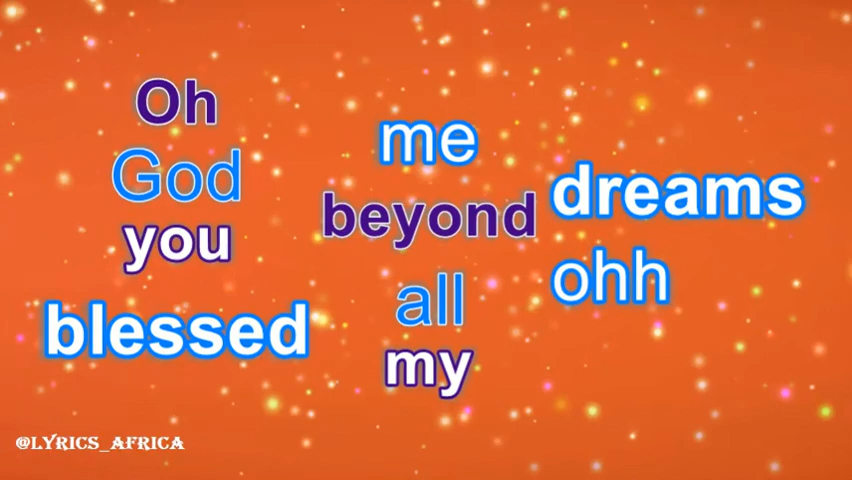 Oh
God
you
blessed
me
beyond
all
my
dreams
ohh
@LYRICS_AFRICA